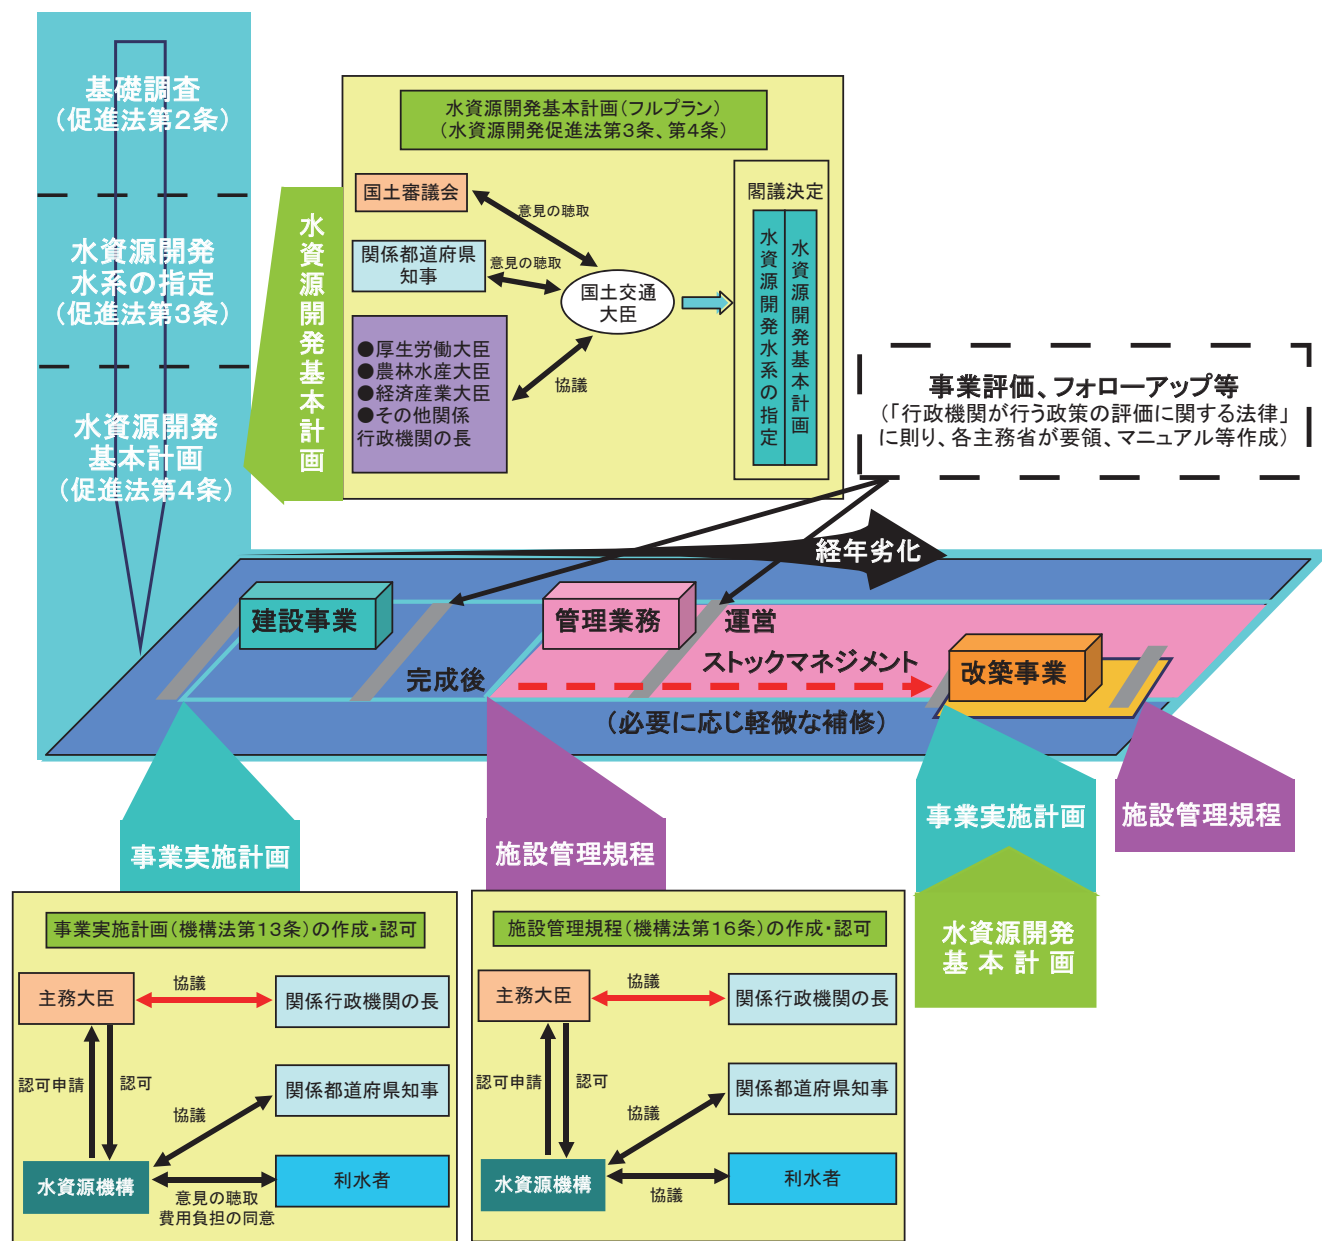 基礎調査
(促進法第2条)
水資源開発
水系の指定
(促進法第3条)
水資源開発
基本計画
(促進法第4条)
水資源開発基本計画
水資源開発基本計画(フルプラン)
(水資源開発促進法第3条、第4条)
国土審議会
意見の聴取
関係都道府県
知事
意見の聴取
国土交通
大臣
●厚生労働大臣
●農林水産大臣
●経済産業大臣
●その他関係
行政機関の長
協議
閣議決定
水資源開発水系の指定
水資源開発基本計画
事業評価、フォローアップ等
(「行政機関が行う政策の評価に関する法律」
に則り、各主務省が要領、マニュアル等作成)
経年劣化
建設事業
完成後
管理業務
運営
ストックマネジメント
(必要に応じ軽微な補修)
改築事業
事業実施計画
施設管理規程
事業実施計画
水資源開発
基本計画
施設管理規程
事業実施計画(機構法第13条)の作成・認可
主務大臣
協議
関係行政機関の長
認可申請
認可
関係都道府県知事
協議
水資源機構
利水者
意見の聴取
費用負担の同意
施設管理規程(機構法第16条)の作成・認可
主務大臣
協議
関係行政機関の長
認可申請
認可
関係都道府県知事
協議
水資源機構
利水者
協議